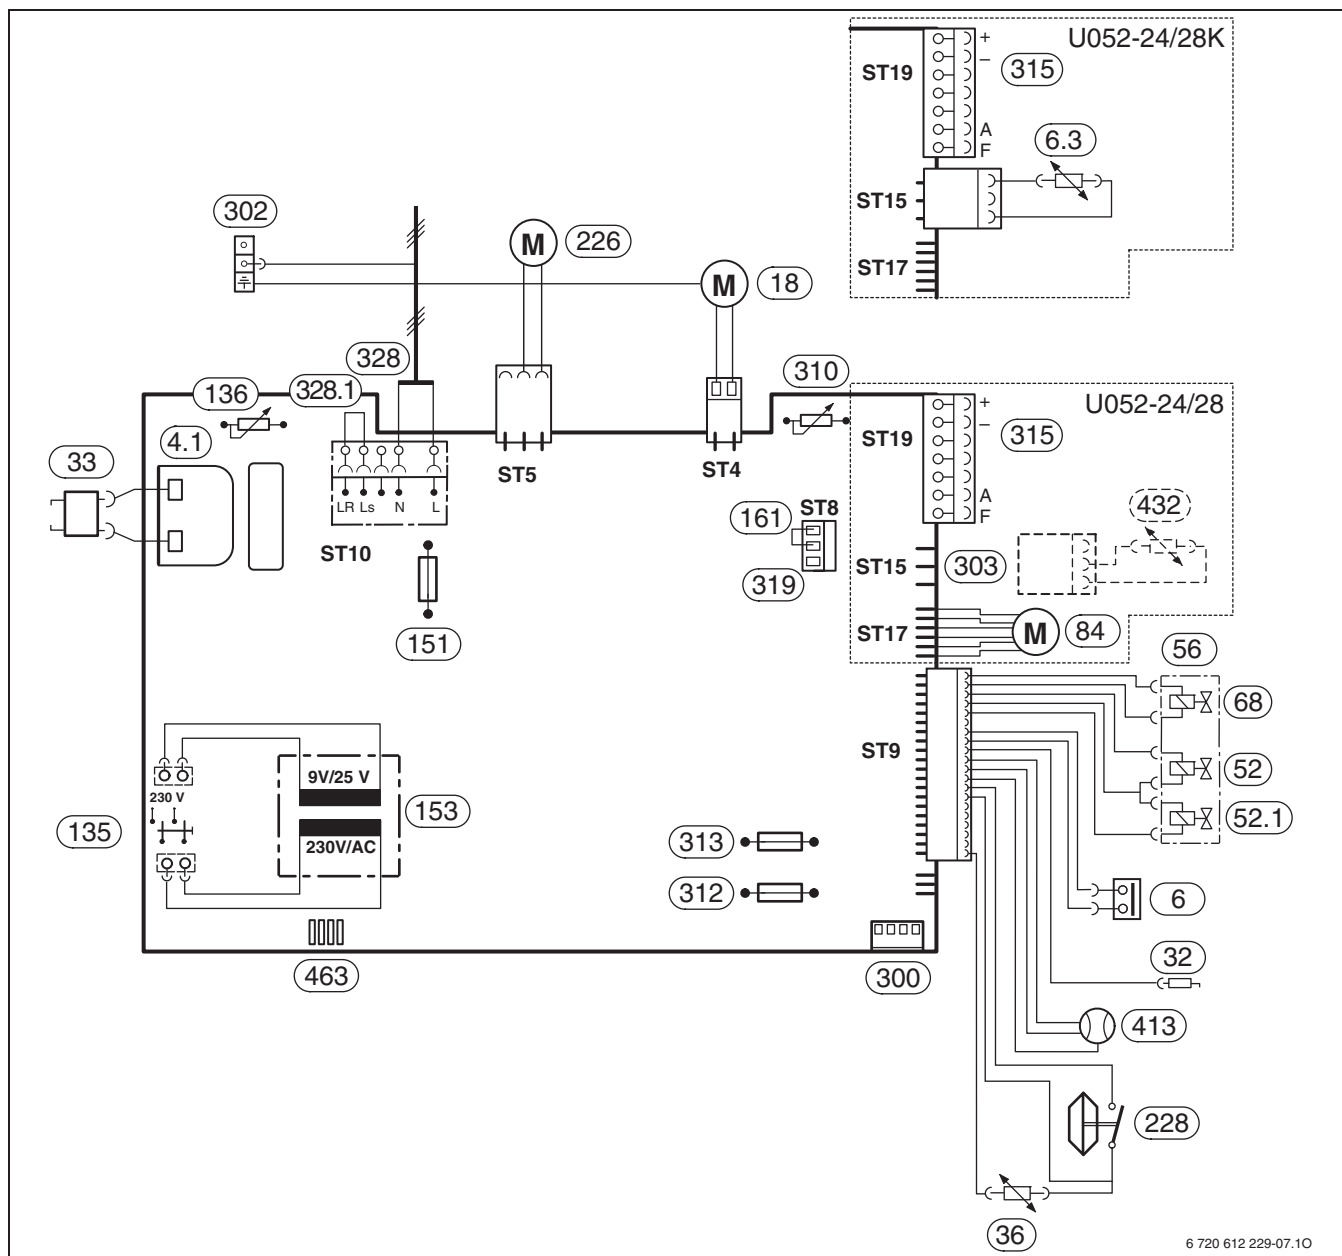 U052-24/28K
+
–
ST19
315
A
F
6.3
ST15
ST17
302
M
226
M
18
328
310
136
328.1
4.1
33
ST5
ST4
LR Ls N L
ST10
151
U052-24/28
+
–
ST19
315
A
F
432
161
ST8
319
ST15
303
ST17
M
84
56
68
ST9
52
52.1
9V/25 V
230 V
135
153
230V/AC
313
312
6
463
300
32
413
228
36
6 720 612 229-07.1O